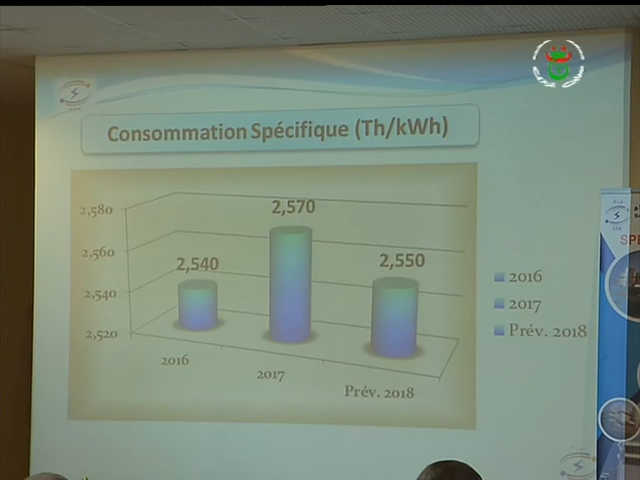 Consommation Spécifique (Th/kWh)
2,580
2,560
2,540
2,520
2,540
2,570
2,550
2016
2017
Prév. 2018
2016
2017
Prév. 2018
SPE